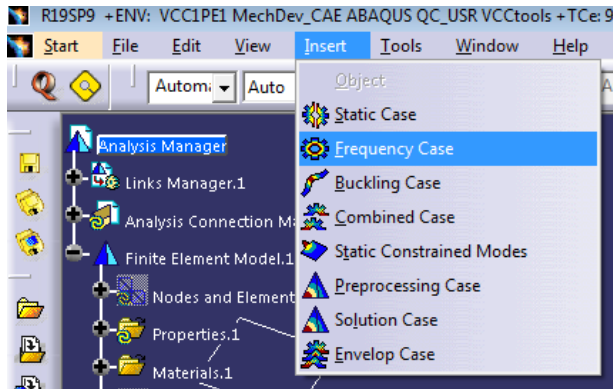 R19SP9 +ENV: VCC1PE1 MechDev_CAE ABAQUS QC_USR VCCtools +TCe: 9
Start File Edit View Insert Tools Window Help
Auto
Object
Static Case
Frequency Case
Buckling Case
Combined Case
Static Constrained Modes
Preprocessing Case
Solution Case
Envelop Case
Analysis Manager
Links Manager.1
Analysis Connection
Finite Element Model.1
Nodes and Element
Properties.1
Materials.1